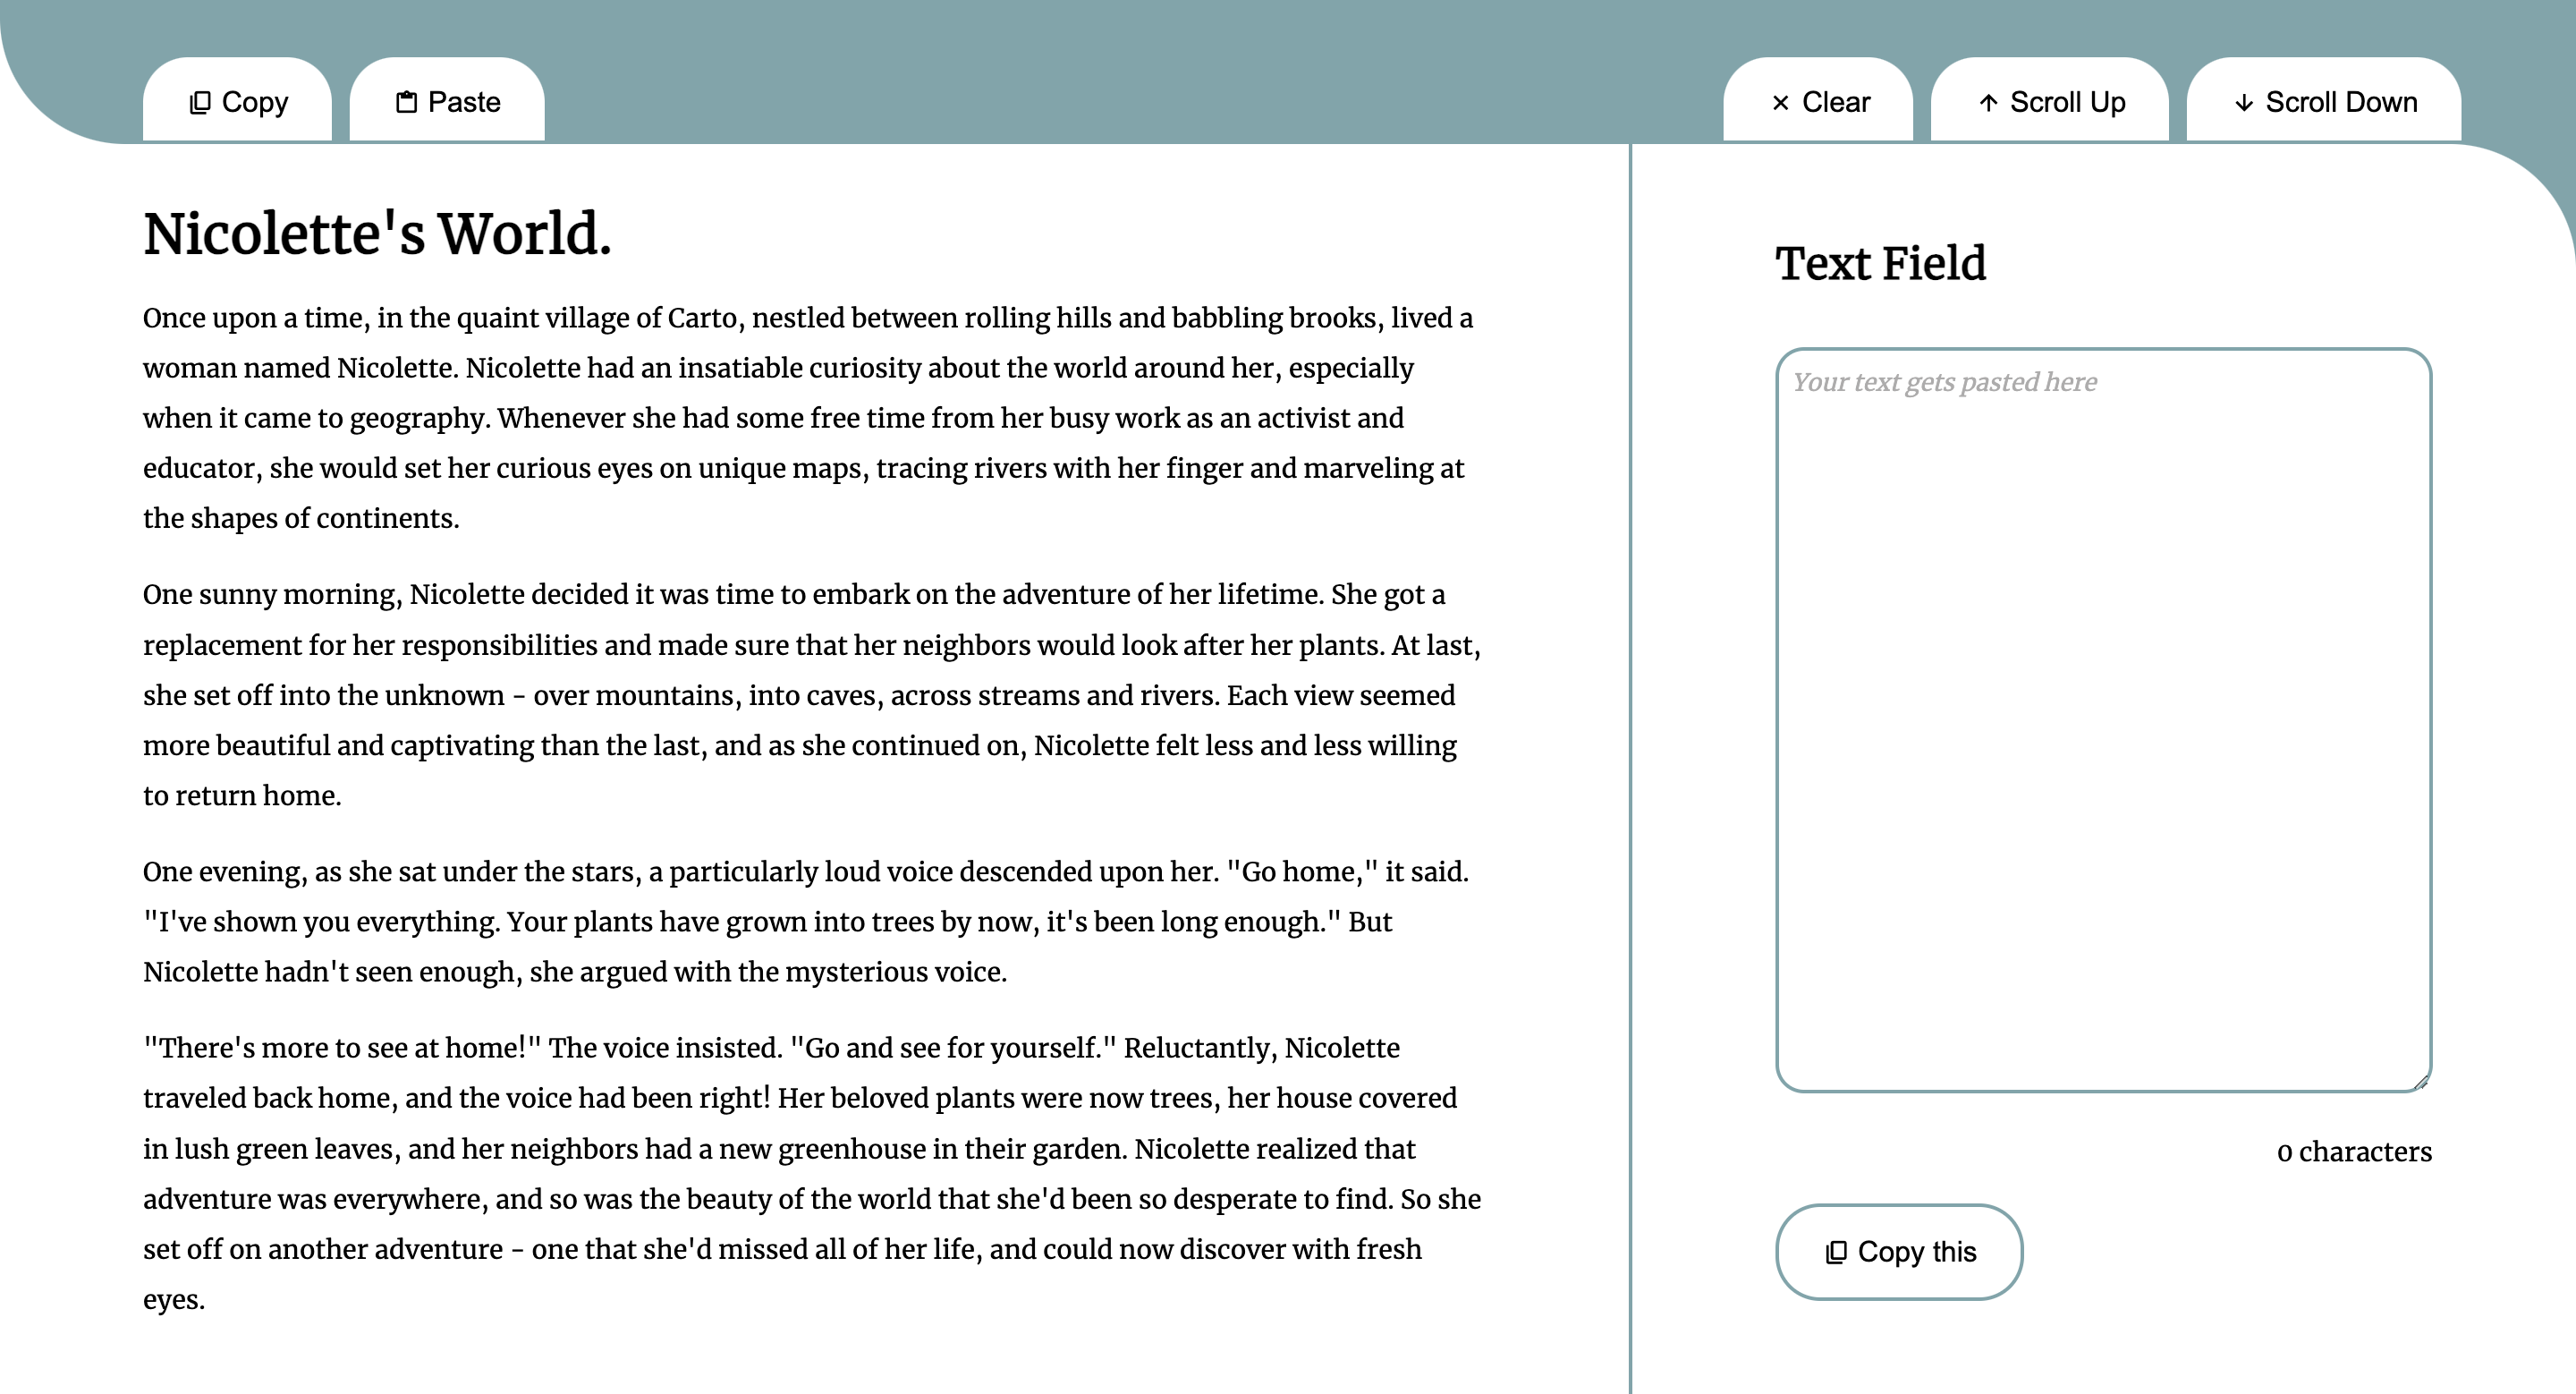 Copy
Paste
Clear
Scroll Up
Scroll Down
Nicolette's World.
Once upon a time, in the quaint village of Carto, nestled between rolling hills and babbling brooks, lived a
woman named Nicolette. Nicolette had an insatiable curiosity about the world around her, especially
when it came to geography. Whenever she had some free time from her busy work as an activist and
educator, she would set her curious eyes on unique maps, tracing rivers with her finger and marveling at
the shapes of continents.
One sunny morning, Nicolette decided it was time to embark on the adventure of her lifetime. She got a
replacement for her responsibilities and made sure that her neighbors would look after her plants. At last,
she set off into the unknown - over mountains, into caves, across streams and rivers. Each view seemed
more beautiful and captivating than the last, and as she continued on, Nicolette felt less and less willing
to return home.
One evening, as she sat under the stars, a particularly loud voice descended upon her. "Go home," it said.
"I've shown you everything. Your plants have grown into trees by now, it's been long enough." But
Nicolette hadn't seen enough, she argued with the mysterious voice.
"There's more to see at home!" The voice insisted. "Go and see for yourself." Reluctantly, Nicolette
traveled back home, and the voice had been right! Her beloved plants were now trees, her house covered
in lush green leaves, and her neighbors had a new greenhouse in their garden. Nicolette realized that
adventure was everywhere, and so was the beauty of the world that she'd been so desperate to find. So she
set off on another adventure - one that she'd missed all of her life, and could now discover with fresh
eyes.
Text Field
Your text gets pasted here
0 characters
Copy this